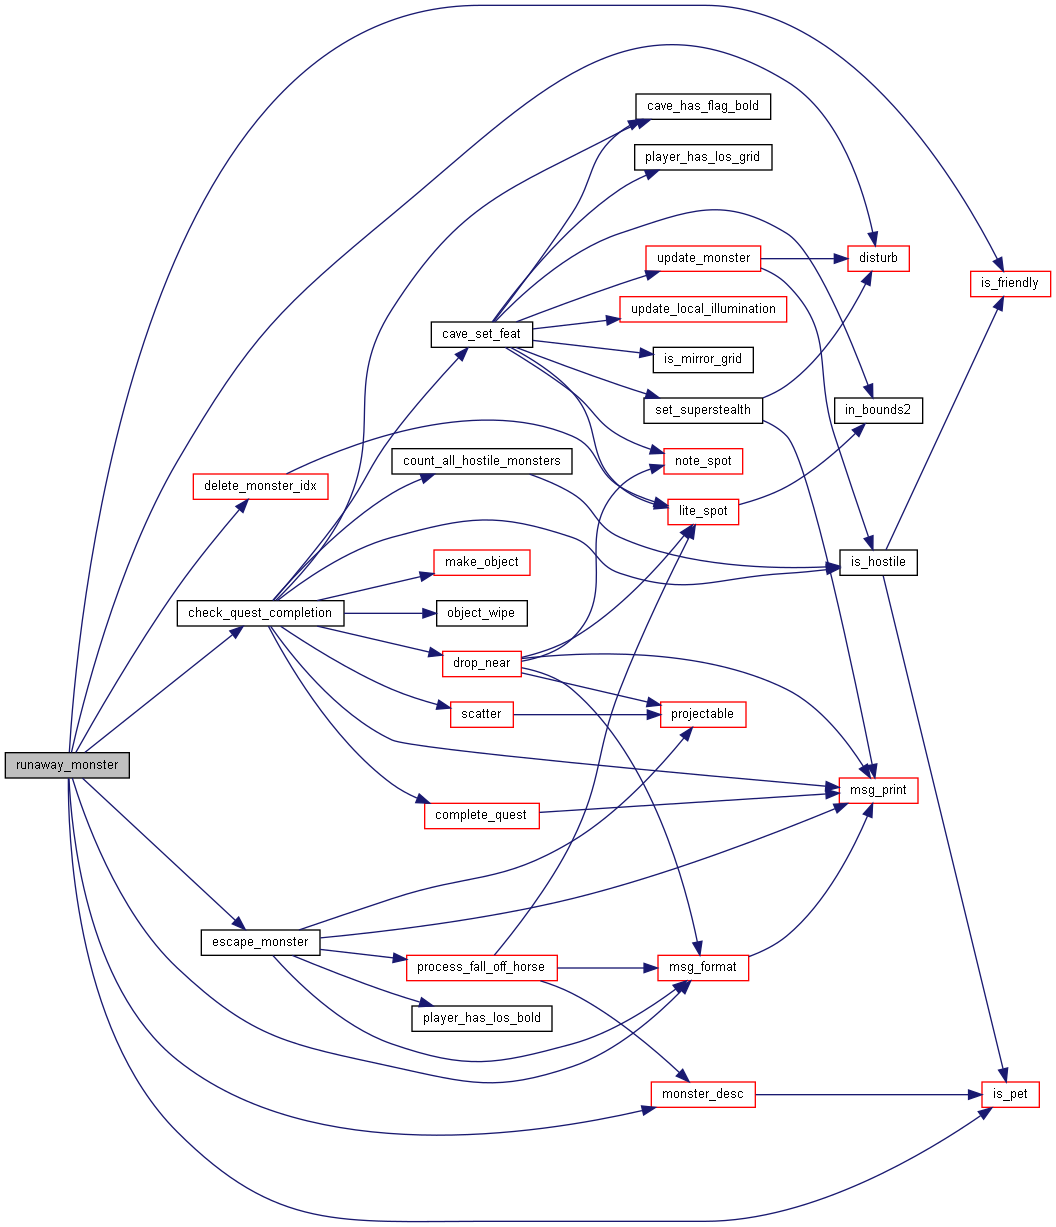 cave_has_flag_bold
player_has_los_grid
update_monster
disturb
is_friendly
update_local_illumination
cave_set_feat
is_mirror_grid
set_superstealth
in_bounds2
count_all_hostile_monsters
note_spot
delete_monster_idx
lite_spot
make_object
is_hostile
check_quest_completion
object_wipe
drop_near
scatter
projectable
runaway_monster
msg_print
complete_quest
escape_monster
process_fall_off_horse
msg_format
player_has_los_bold
monster_desc
is_pet